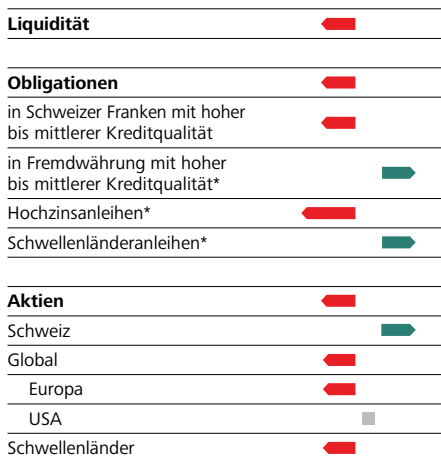 Liquidität
Obligationen
in Schweizer Franken mit hoher
bis mittlerer Kreditqualität
in Fremdwährung mit hoher
bis mittlerer Kreditqualität*
Hochzinsanleihen*
Schwellenländeranleihen*
Aktien
Schweiz
Global
Europa
USA
Schwellenländer